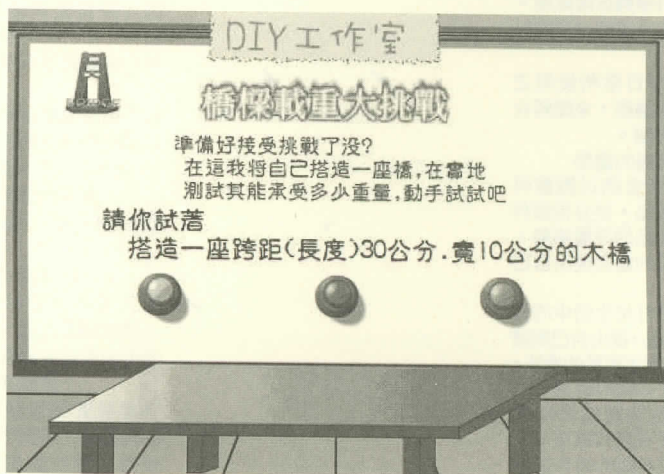 DIY工作室
橋樑載重大挑戰
準備好接受挑戰了没?
在這我将自己搭造一座橋,在實地
測試其能承受多少重量,動手試試吧
請你試著
搭造一座跨距(長度)30公分.寬10公分的木橋